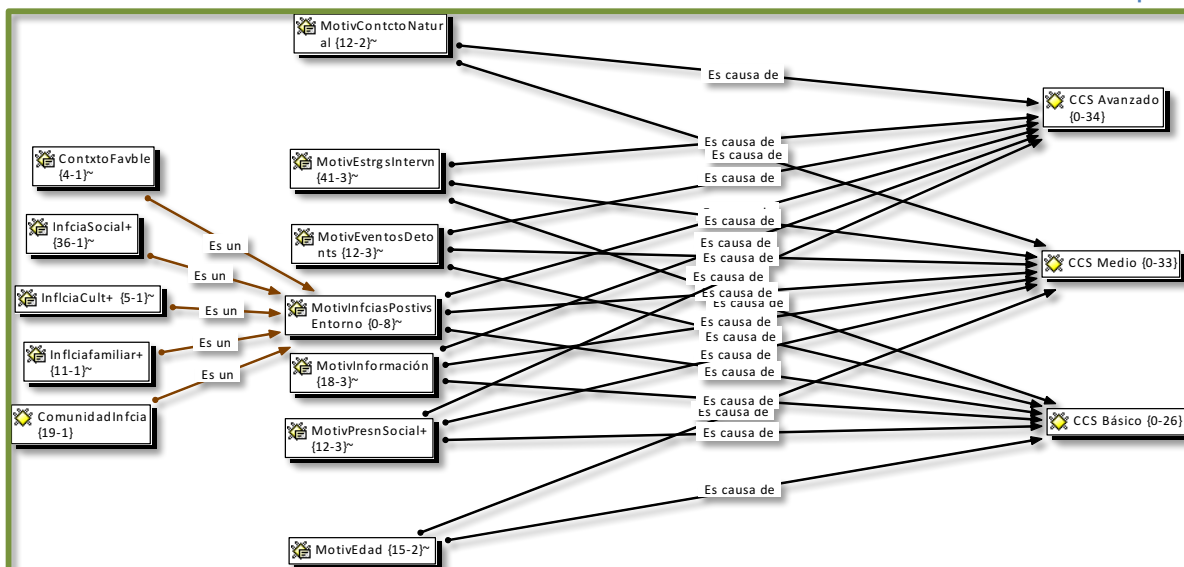 MotivContctoNatur
al {12-2}~
Es causa de
CCS Avanzado
{0-34}
ContxtoFavble
{4-1}~
MotivEstrgsIntervn
{41-3}~
Es causa de
Es causa de
Es causa de
InfciaSocial+
{36-1}~
Es un
MotivEventosDeto
nts {12-3}~
Es causa de
Es causa de
Es causa de
CCS Medio {0-33}
Es un
Es causa de
InflciaCult+ {5-1}~
Es un
MotivInfciasPostivs
Entorno {0-8}~
Es causa de
Es causa de
Es causa de
Es causa de
Inflciafamiliar+
{11-1}~
Es un
MotivInformación
{18-3}~
Es causa de
Es un
Es causa de
ComunidadInfcia
{19-1}
MotivPresnSocial+
{12-3}~
Es causa de
Es causa de
Es causa de
CCS Básico {0-26}
Es causa de
MotivEdad {15-2}~